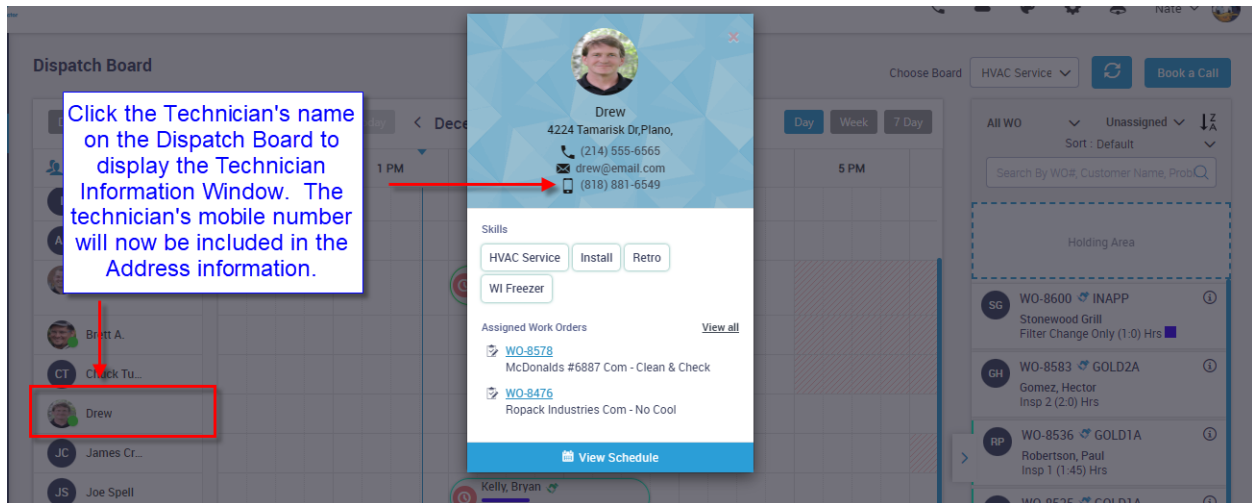 Nate
Dispatch Board
Choose Board
HVAC Service
Book a Call
Click the Technician's name
on the Dispatch Board to
display the Technician
Information Window. The
technician's mobile number
will now be included in the
Address information.
Day
Week
7 Day
1 PM
5 PM
Drew
4224 Tamarisk Dr,Plano,
(214) 555-6565
drew@email.com
(818) 881-6549
Skills
HVAC Service
Install
Retro
WI Freezer
Assigned Work Orders
View all
WO-8578
McDonalds #6887 Com - Clean & Check
WO-8476
Ropack Industries Com - No Cool
View Schedule
Brett A.
CT
Drew
JC
James Cr...
JS
Joe Spell
Kelly, Bryan
All WO
Unassigned
Sort : Default
Search By WO#, Customer Name, Prob
Holding Area
SG
WO-8600 INAPP
Stonewood Grill
Filter Change Only (1:0) Hrs
GH
WO-8583 GOLD2A
Gomez, Hector
Insp 2 (2:0) Hrs
RP
WO-8536 GOLD1A
Robertson, Paul
Insp 1 (1:45) Hrs
WO-8525 GOLD1A